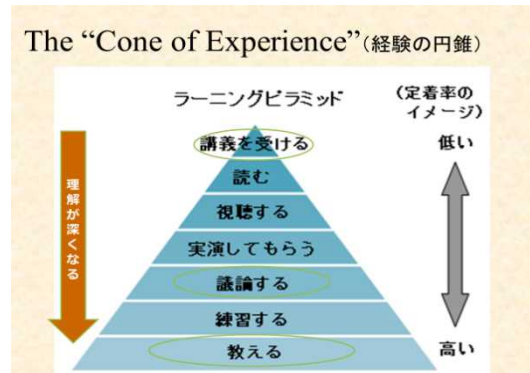 The “Cone of Experience”(経験の円錐)
ラーニングピラミッド
(定着率の
イメージ)
講義を受ける
低い
読む
視聴する
実演してもらう
議論する
練習する
教える
高い
理解が深くなる